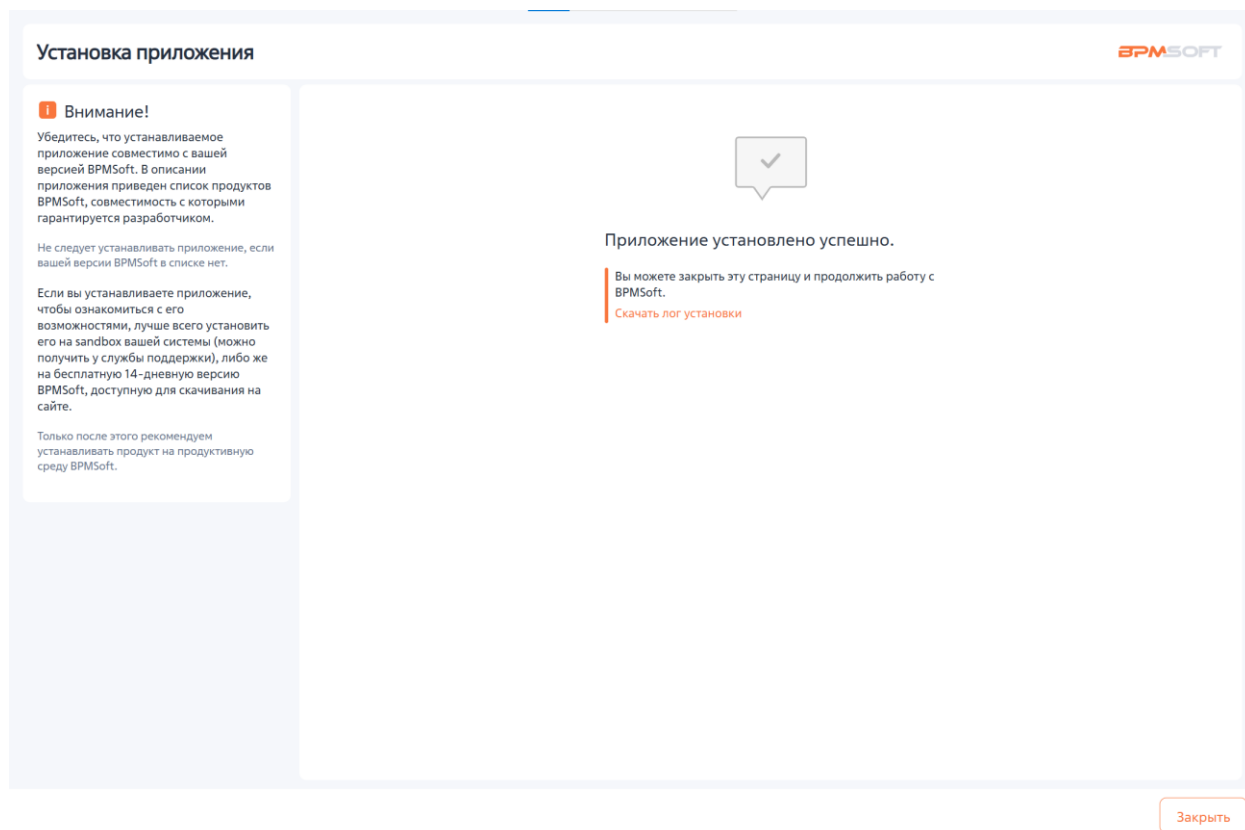 Установка приложения
BPMSOFT
Внимание!
Убедитесь, что устанавливаемое
приложение совместимо с вашей
версией BPMSoft. В описании
приложения приведен список продуктов
BPMSoft, совместимость с которыми
гарантируется разработчиком.
Не следует устанавливать приложение, если
вашей версии BPMSoft в списке нет.
Если вы устанавливаете приложение,
чтобы ознакомиться с его
возможностями, лучше всего установить
его на sandbox вашей системы (можно
получить у службы поддержки), либо же
на бесплатную 14-дневную версию
BPMSoft, доступную для скачивания на
сайте.
Только после этого рекомендуем
устанавливать продукт на продуктивную
среду BPMSoft.
Приложение установлено успешно.
Вы можете закрыть эту страницу и продолжить работу с
BPMSoft.
Скачать лог установки
Закрыть